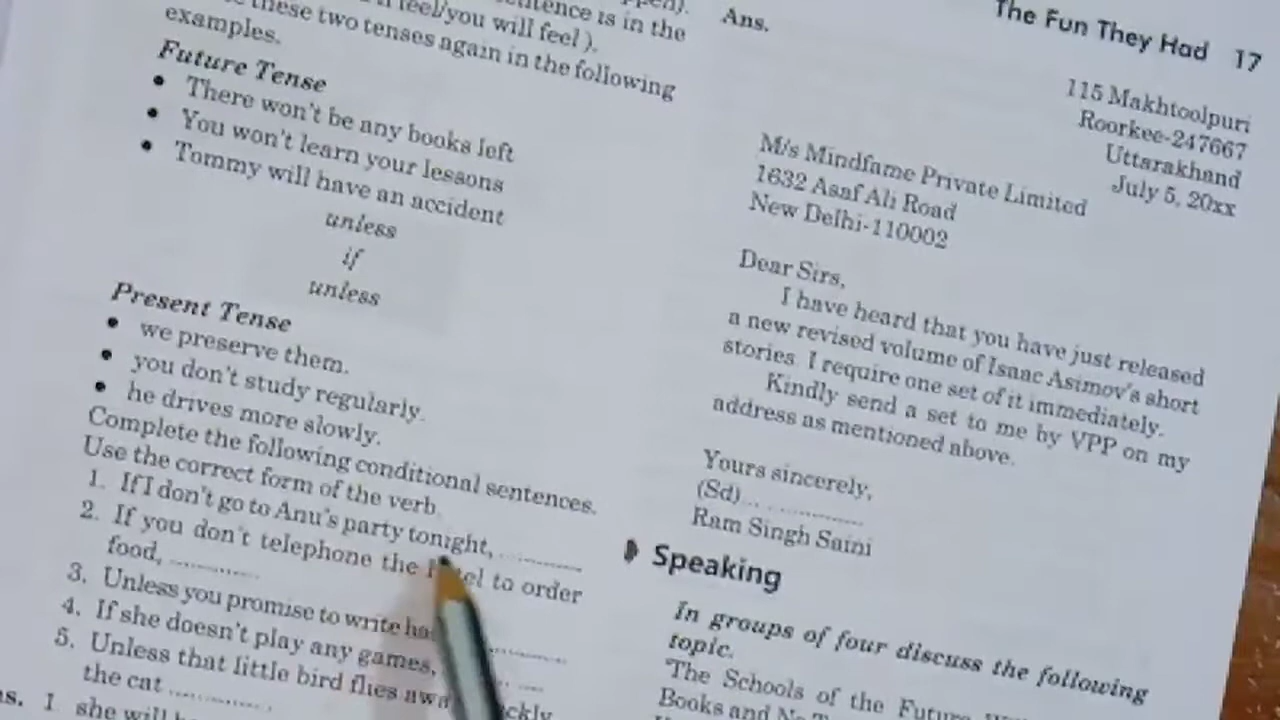 The Fun They Had 17
sentence is in the
feel/you will feel ).
these two tenses again in the following
examples.
Future Tense
• There won't be any books left
• You won't learn your lessons
• Tommy will have an accident
unless
if
unless
Present Tense
• we preserve them.
• you don't study regularly.
• he drives more slowly.
Complete the following conditional sentences.
Use the correct form of the verb.
1. If I don't go to Anu's party tonight, ..............
2. If you don't telephone the to order
food, ..............
3. Unless you promise to write ..............
4. If she doesn't play any games, ..............
5. Unless that little bird flies
the cat ..............
1. she will
Ans.
115 Makhtoolpuri
Roorkee-247667
Uttarakhand
July 5, 20xx
M/s Mindfame Private Limited
1632 Asaf Ali Road
New Delhi-110002
Dear Sirs,
I have heard that you have just released
a new revised volume of Isaac Asimov's short
stories. I require one set of it immediately.
Kindly send a set to me by VPP on my
address as mentioned above.
Yours sincerely,
(Sd)..................
Ram Singh Saini
Speaking
In groups of four discuss the following
topic.
'The Schools of the Future
Books and